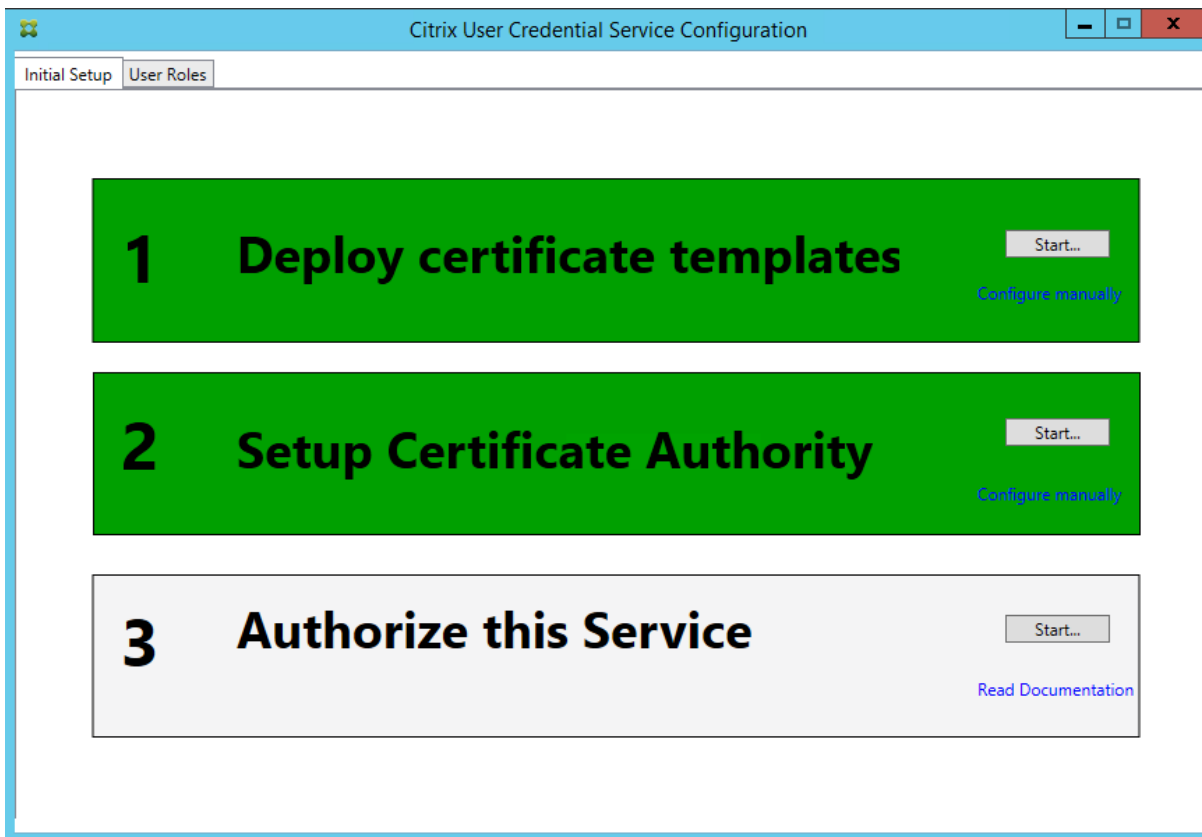 Citrix User Credential Service Configuration
Initial Setup User Roles
1 Deploy certificate templates Start...
Configure manually
2 Setup Certificate Authority Start...
Configure manually
3 Authorize this Service Start...
Read Documentation